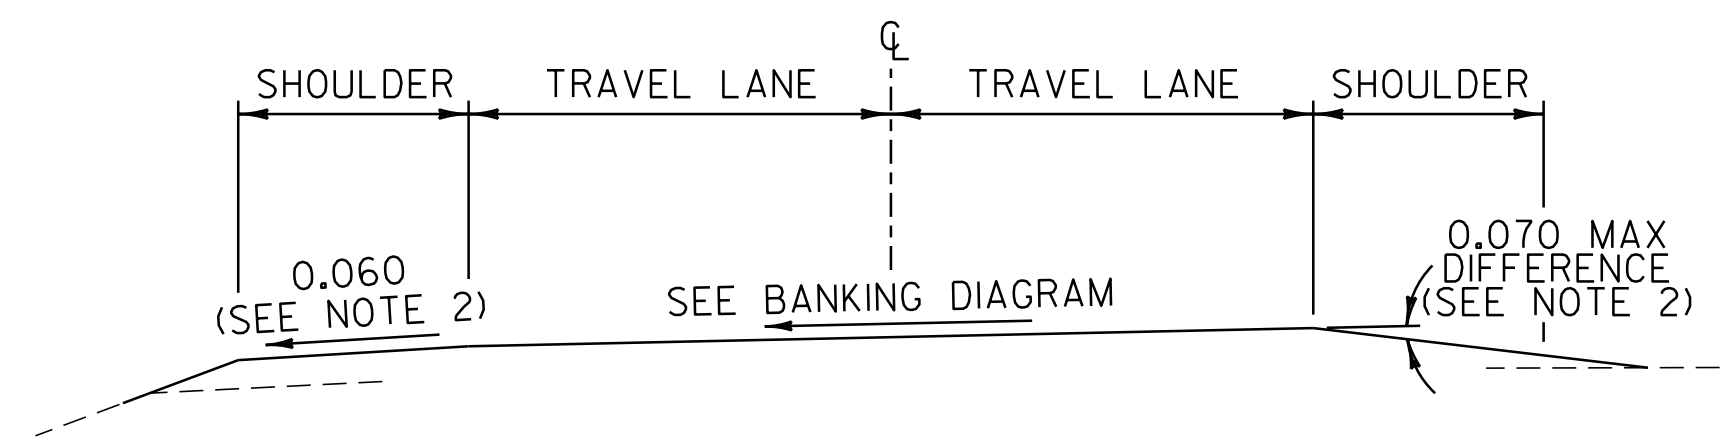 ℄
SHOULDER TRAVEL LANE TRAVEL LANE SHOULDER
0.070 MAX
DIFFERENCE
(SEE NOTE 2)
0.060
(SEE NOTE 2)
SEE BANKING DIAGRAM